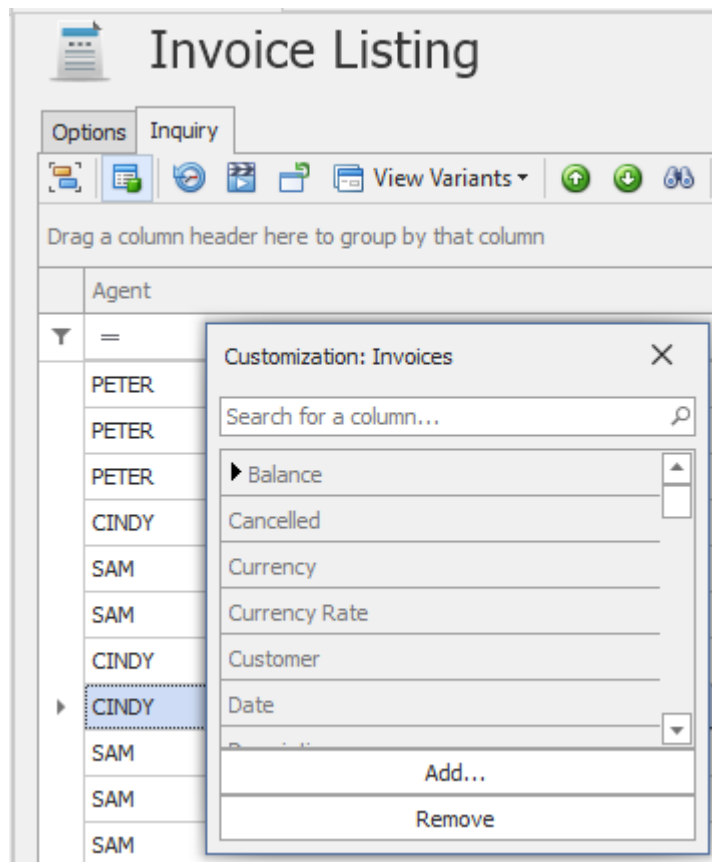 Invoice Listing
Options Inquiry
View Variants
Drag a column header here to group by that column
Agent
=
Customization: Invoices
Search for a column...
PETER
PETER
PETER
CINDY
SAM
SAM
CINDY
CINDY
SAM
SAM
SAM
Balance
Cancelled
Currency
Currency Rate
Customer
Date
Add...
Remove